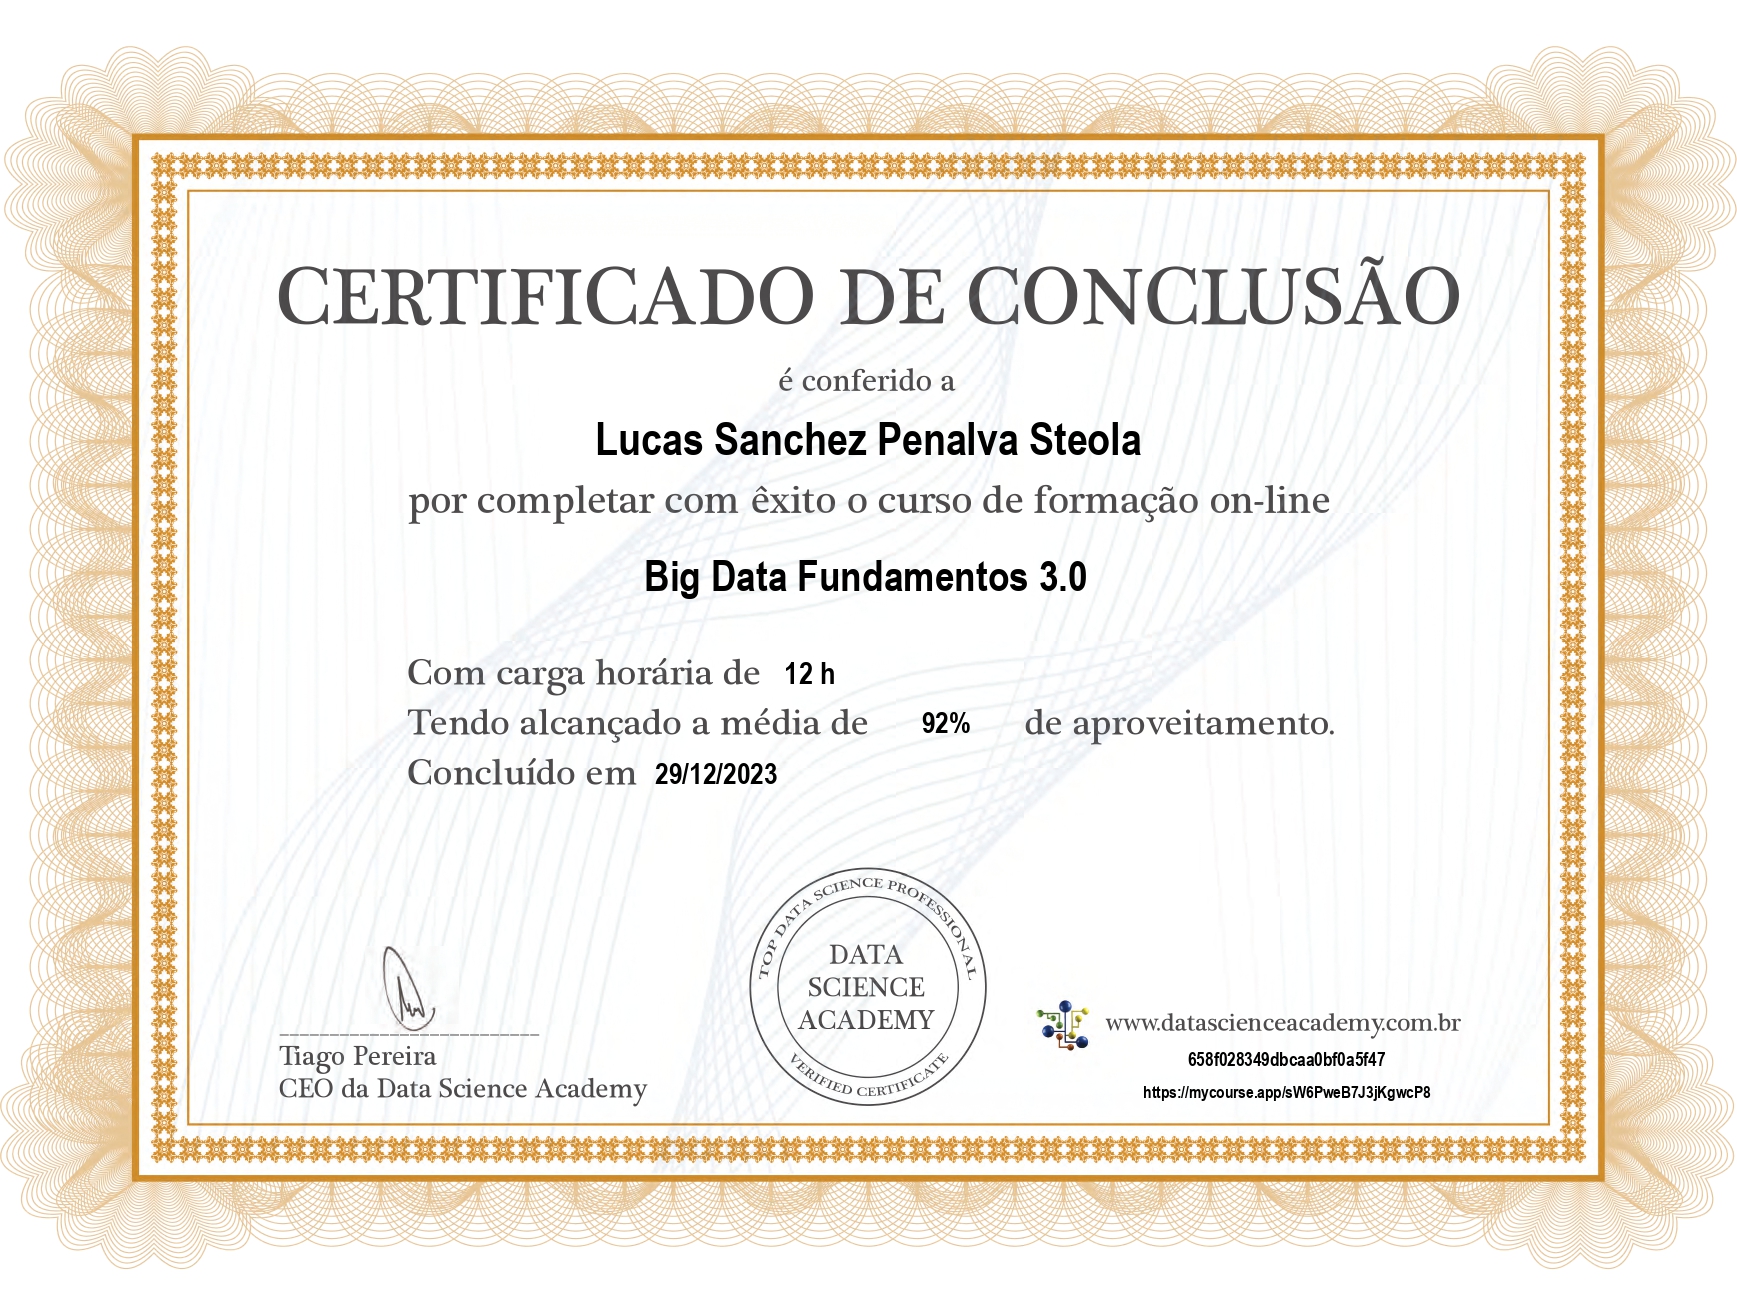 CERTIFICADO DE CONCLUSÃO
é conferido a
Lucas Sanchez Penalva Steola
por completar com êxito o curso de formação on-line
Big Data Fundamentos 3.0
Com carga horária de 12 h
Tendo alcançado a média de 92% de aproveitamento.
Concluído em 29/12/2023
TOP DATA SCIENCE PROFESSIONAL
DATA
SCIENCE
ACADEMY
VERIFIED CERTIFICATE
Tiago Pereira
CEO da Data Science Academy
www.datascienceacademy.com.br
658f028349dbcaa0bf0a5f47
https://mycourse.app/sW6PweB7J3jKgwcP8